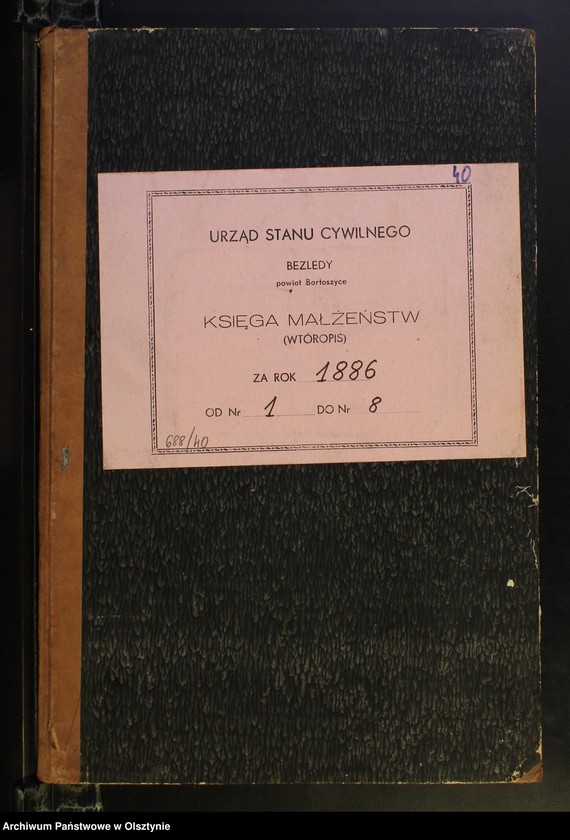 40
URZĄD STANU CYWILNEGO
BEZLEDY
powiat Bartoszyce
KSIĘGA MAŁŻEŃSTW
(WTÓROPIS)
ZA ROK 1886
OD Nr 1 DO Nr 8
688/40
Archiwum Państwowe w Olsztynie